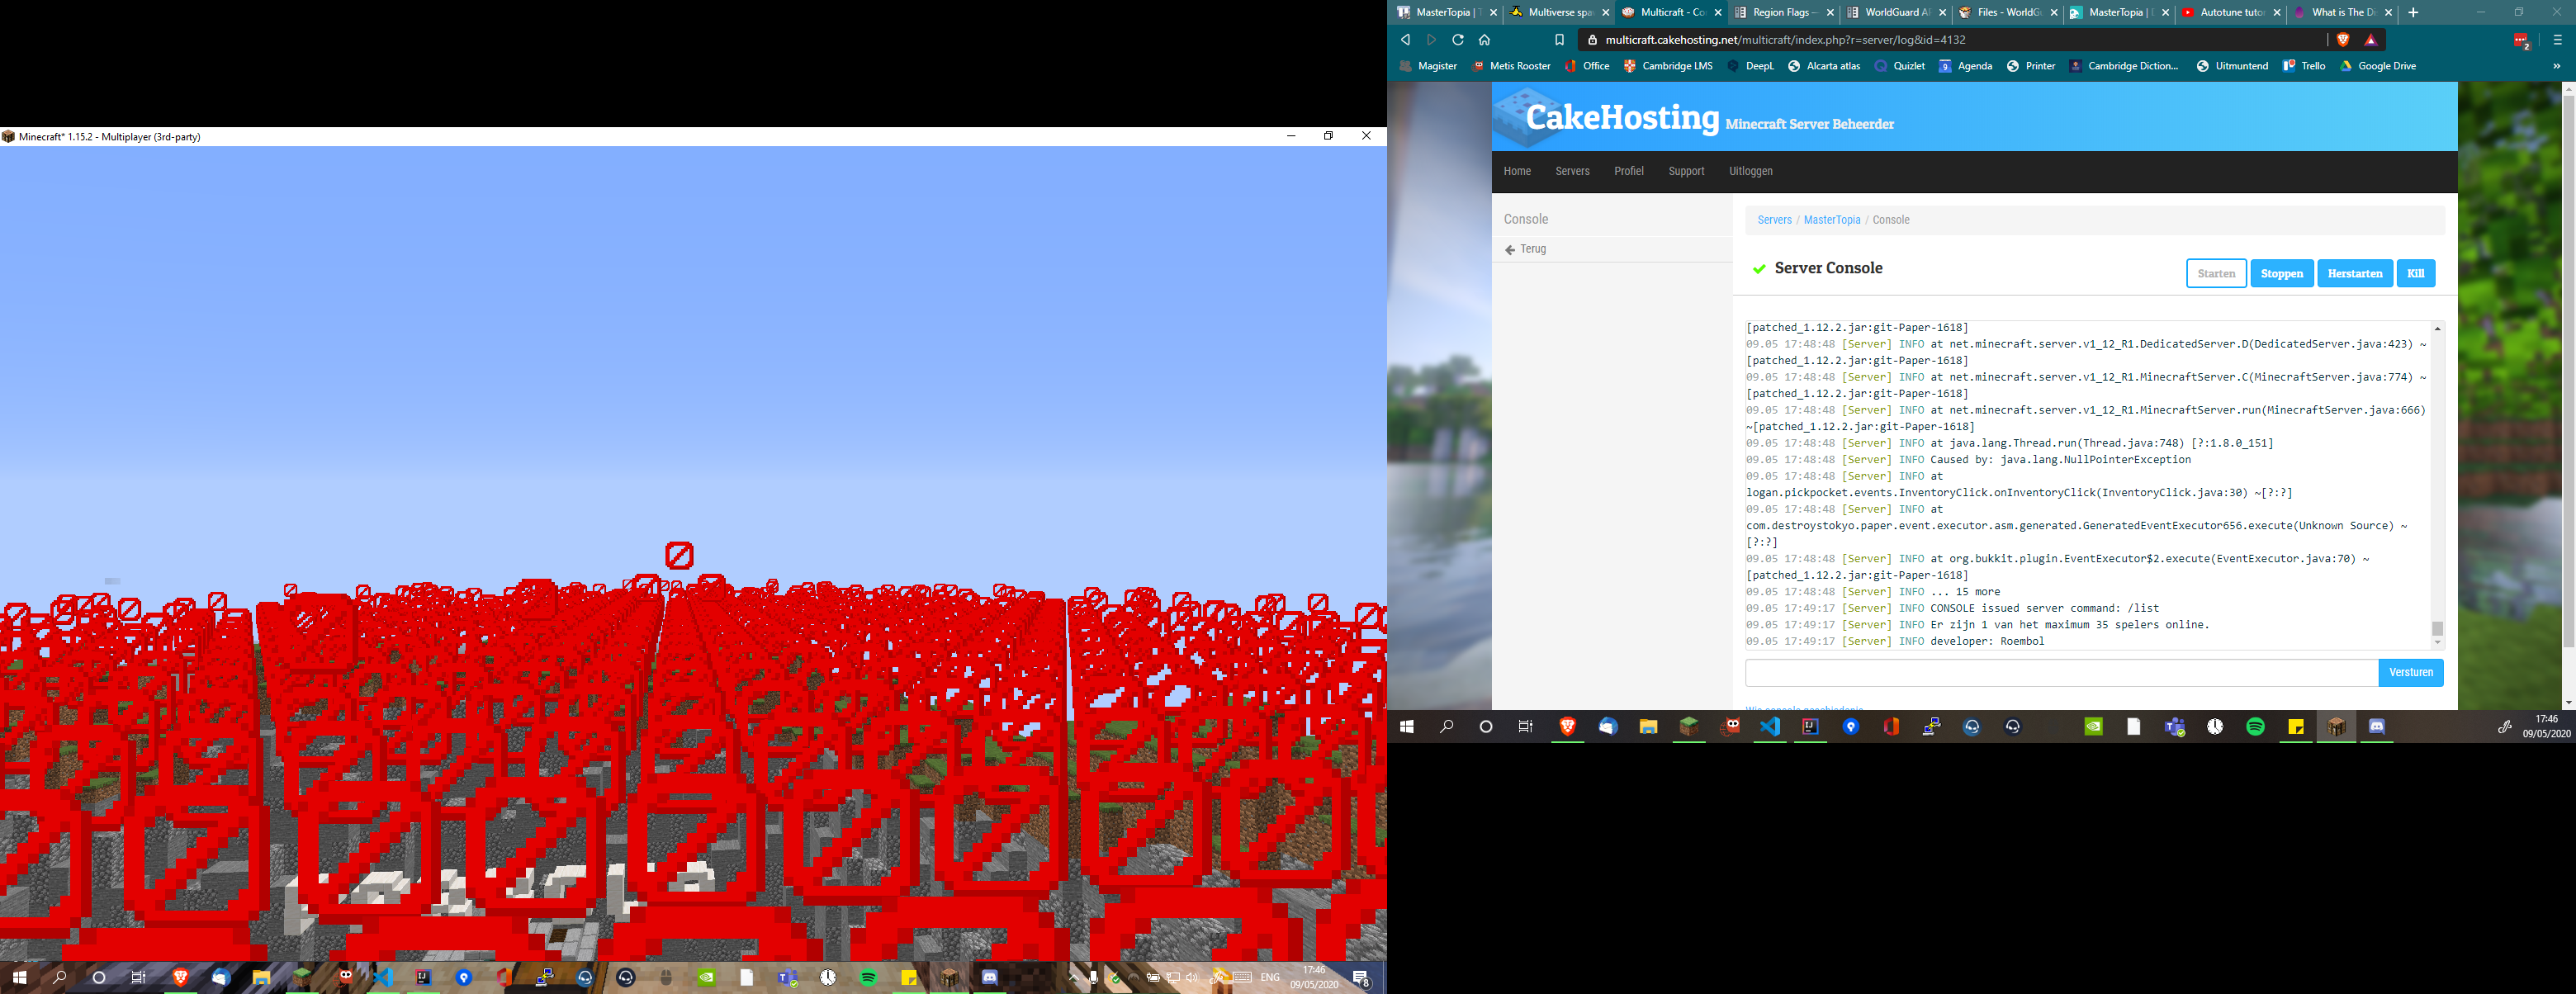 Minecraft* 1.15.2 - Multiplayer (3rd-party)
ENG
17:46
09/05/2020
8
MasterTopia | T
Multiverse spa
Multicraft - Co
Region Flags —
WorldGuard A
Files - WorldG
MasterTopia |
Autotune tuto
What is The Di
multicraft.cakehosting.net/multicraft/index.php?r=server/log&id=4132
2
Magister
Metis Rooster
Office
Cambridge LMS
DeepL
Alcarta atlas
Quizlet
Agenda
Printer
Cambridge Diction...
Uitmuntend
Trello
Google Drive
»
CakeHosting Minecraft Server Beheerder
Home
Servers
Profiel
Support
Uitloggen
Console
Terug
Servers / MasterTopia / Console
Server Console
Starten
Stoppen
Herstarten
Kill
[patched_1.12.2.jar:git-Paper-1618]
09.05 17:48:48 [Server] INFO at net.minecraft.server.v1_12_R1.DedicatedServer.D(DedicatedServer.java:423) ~
[patched_1.12.2.jar:git-Paper-1618]
09.05 17:48:48 [Server] INFO at net.minecraft.server.v1_12_R1.MinecraftServer.C(MinecraftServer.java:774) ~
[patched_1.12.2.jar:git-Paper-1618]
09.05 17:48:48 [Server] INFO at net.minecraft.server.v1_12_R1.MinecraftServer.run(MinecraftServer.java:666)
~[patched_1.12.2.jar:git-Paper-1618]
09.05 17:48:48 [Server] INFO at java.lang.Thread.run(Thread.java:748) [?:1.8.0_151]
09.05 17:48:48 [Server] INFO Caused by: java.lang.NullPointerException
09.05 17:48:48 [Server] INFO at
logan.pickpocket.events.InventoryClick.onInventoryClick(InventoryClick.java:30) ~[?:?]
09.05 17:48:48 [Server] INFO at
com.destroystokyo.paper.event.executor.asm.generated.GeneratedEventExecutor656.execute(Unknown Source) ~
[?:?]
09.05 17:48:48 [Server] INFO at org.bukkit.plugin.EventExecutor$2.execute(EventExecutor.java:70) ~
[patched_1.12.2.jar:git-Paper-1618]
09.05 17:48:48 [Server] INFO ... 15 more
09.05 17:49:17 [Server] INFO CONSOLE issued server command: /list
09.05 17:49:17 [Server] INFO Er zijn 1 van het maximum 35 spelers online.
09.05 17:49:17 [Server] INFO developer: Roembol
Versturen
17:46
09/05/2020